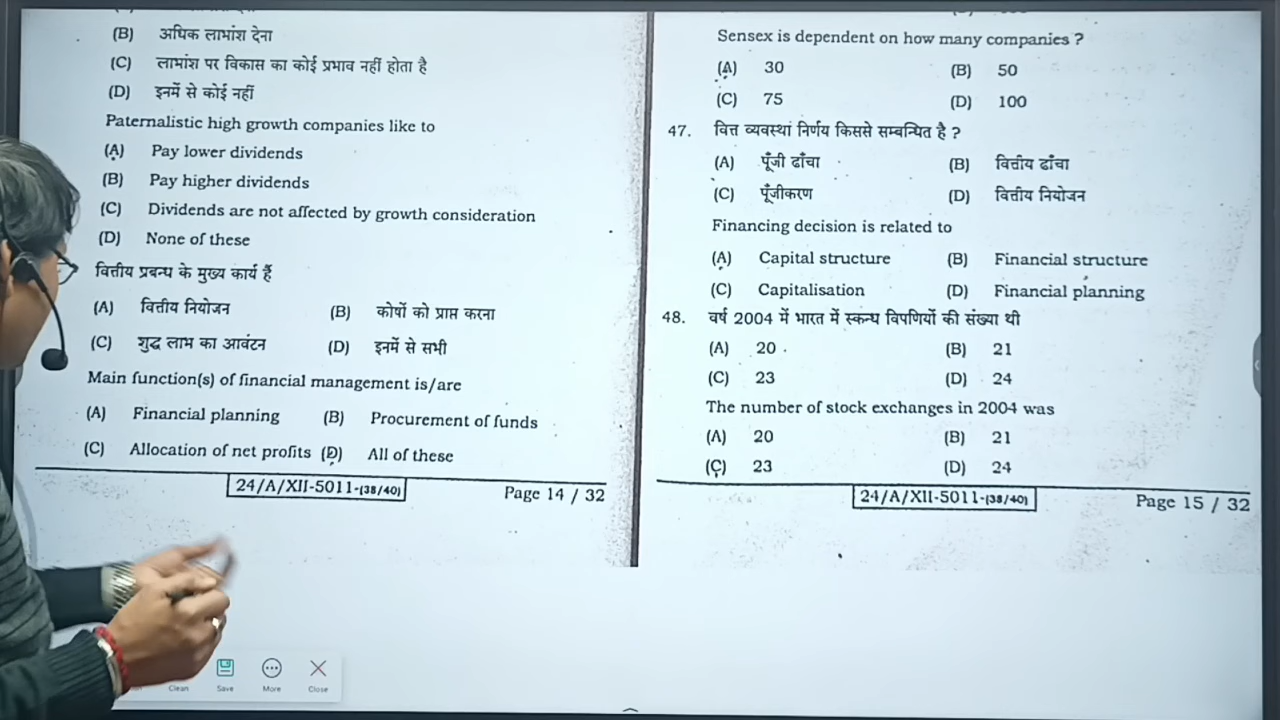 (B) अधिक लाभांश देना
(C) लाभांश पर विकास का कोई प्रभाव नहीं होता है
(D) इनमें से कोई नहीं
Paternalistic high growth companies like to
(A) Pay lower dividends
(B) Pay higher dividends
(C) Dividends are not affected by growth consideration
(D) None of these
वित्तीय प्रबन्ध के मुख्य कार्य हैं
(A) वित्तीय नियोजन (B) कोषों को प्राप्त करना
(C) शुद्ध लाभ का आवंटन (D) इनमें से सभी
Main function(s) of financial management is/are
(A) Financial planning (B) Procurement of funds
(C) Allocation of net profits (D) All of these
24/A/XII-5011-(38/40) Page 14 / 32
Sensex is dependent on how many companies ?
(A) 30 (B) 50
(C) 75 (D) 100
47. वित्त व्यवस्था निर्णय किससे सम्बन्धित है ?
(A) पूँजी ढाँचा (B) वित्तीय ढाँचा
(C) पूँजीकरण (D) वित्तीय नियोजन
Financing decision is related to
(A) Capital structure (B) Financial structure
(C) Capitalisation (D) Financial planning
48. वर्ष 2004 में भारत में स्कन्ध विपणियों की संख्या थी
(A) 20 (B) 21
(C) 23 (D) 24
The number of stock exchanges in 2004 was
(A) 20 (B) 21
(C) 23 (D) 24
24/A/XII-5011-(38/40) Page 15 / 32
Clean Save More Close